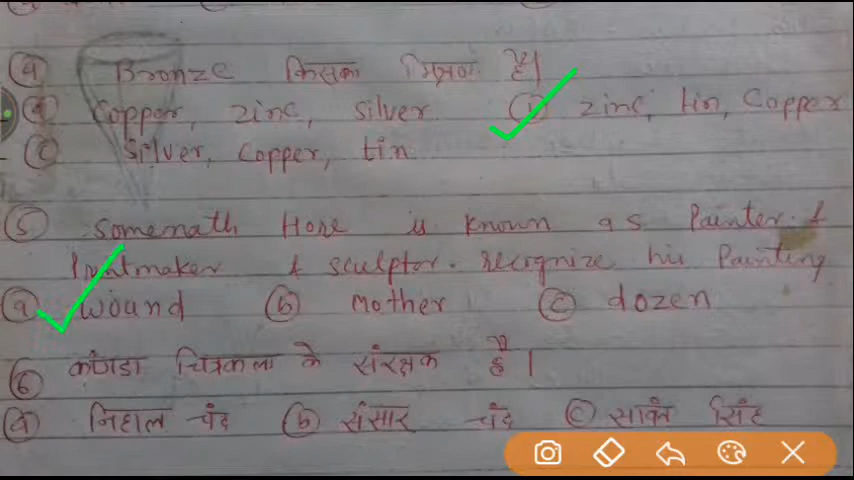 ④ Bronze किसका मिश्रण है।
ⓐ Copper, zinc, silver ⓑ zinc, tin, Copper
ⓒ Silver, Copper, tin
⑤ Somenath Hore is known as Painter &
Printmaker & sculptor. recognize his Painting
ⓐ wound ⓑ Mother ⓒ dozen
⑥ कांगडा चित्रकला के संरक्षक है।
ⓐ निहाल चंद ⓑ संसार चंद ⓒ सावंत सिंह